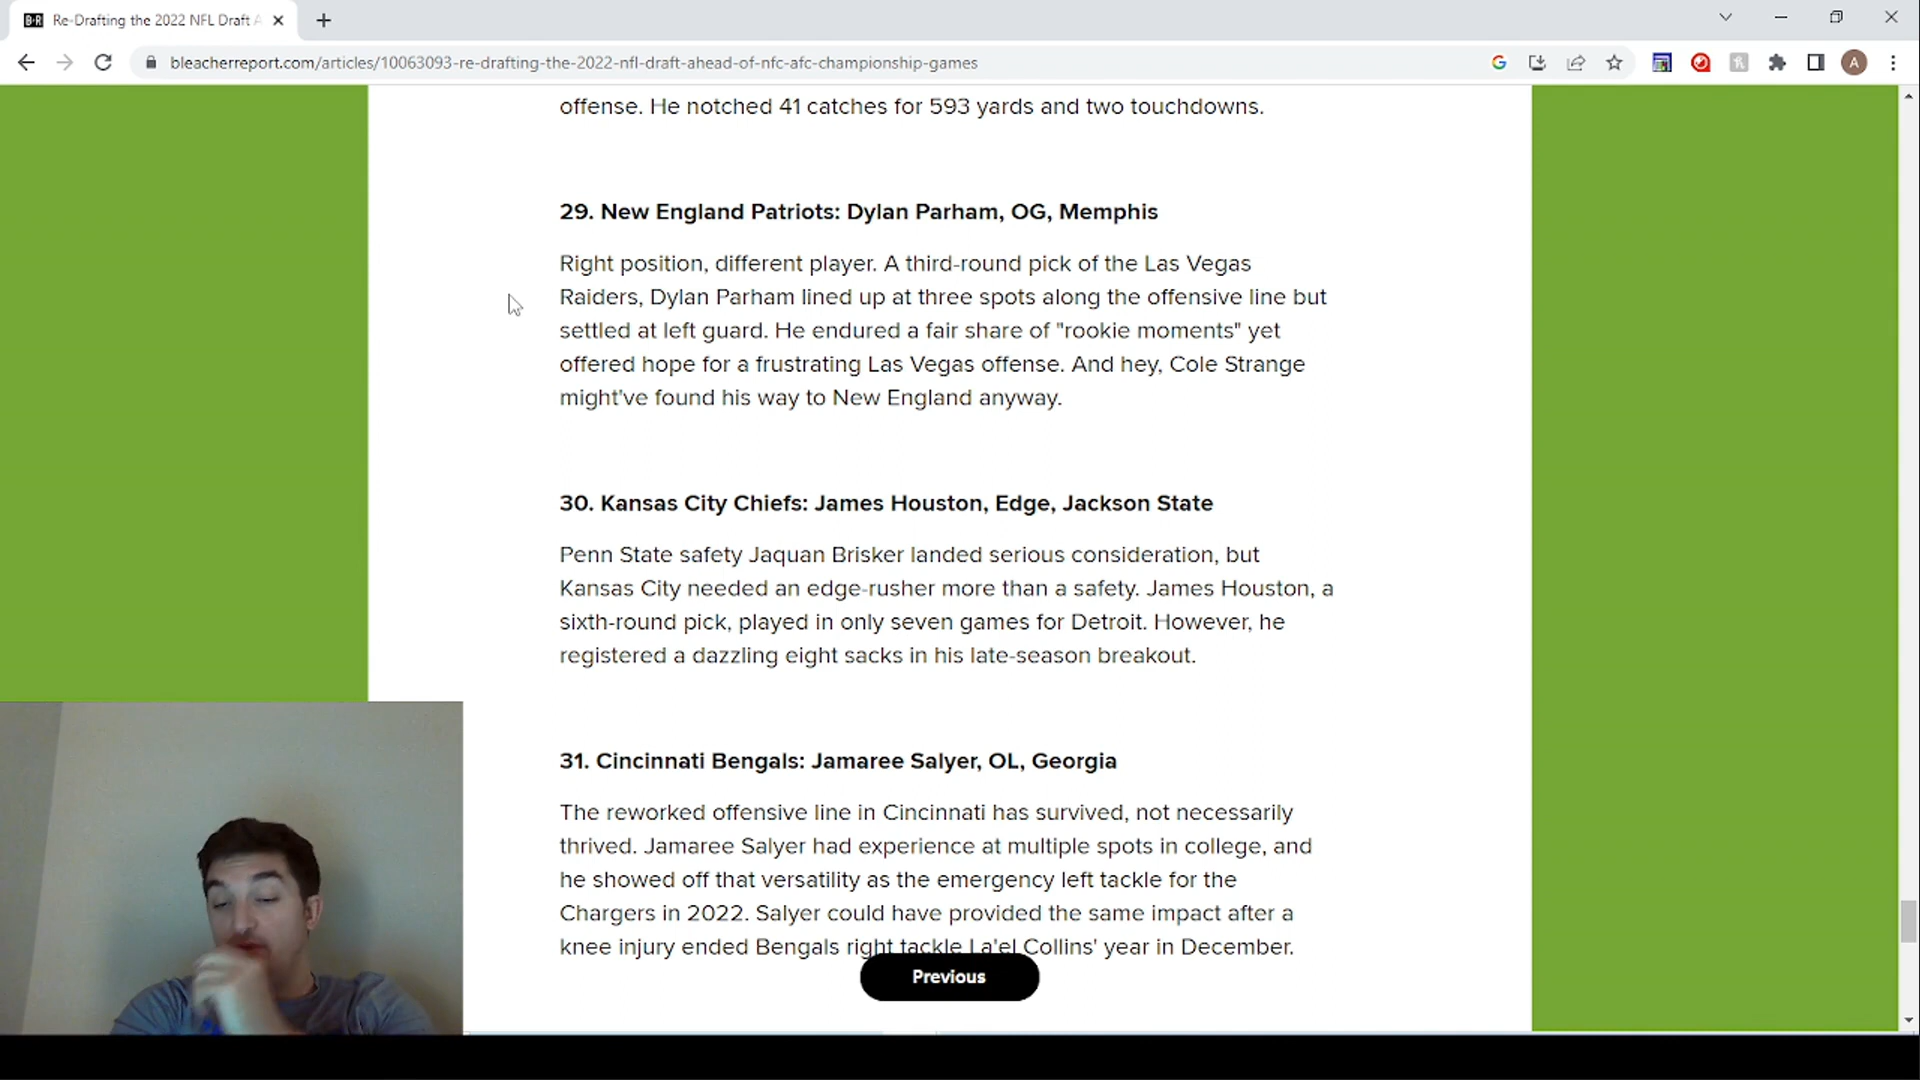 B·R Re-Drafting the 2022 NFL Draft A
bleacherreport.com/articles/10063093-re-drafting-the-2022-nfl-draft-ahead-of-nfc-afc-championship-games
A
offense. He notched 41 catches for 593 yards and two touchdowns.
29. New England Patriots: Dylan Parham, OG, Memphis
Right position, different player. A third-round pick of the Las Vegas
Raiders, Dylan Parham lined up at three spots along the offensive line but
settled at left guard. He endured a fair share of "rookie moments" yet
offered hope for a frustrating Las Vegas offense. And hey, Cole Strange
might've found his way to New England anyway.
30. Kansas City Chiefs: James Houston, Edge, Jackson State
Penn State safety Jaquan Brisker landed serious consideration, but
Kansas City needed an edge-rusher more than a safety. James Houston, a
sixth-round pick, played in only seven games for Detroit. However, he
registered a dazzling eight sacks in his late-season breakout.
31. Cincinnati Bengals: Jamaree Salyer, OL, Georgia
The reworked offensive line in Cincinnati has survived, not necessarily
thrived. Jamaree Salyer had experience at multiple spots in college, and
he showed off that versatility as the emergency left tackle for the
Chargers in 2022. Salyer could have provided the same impact after a
knee injury ended Bengals right tackle La'el Collins' year in December.
Previous